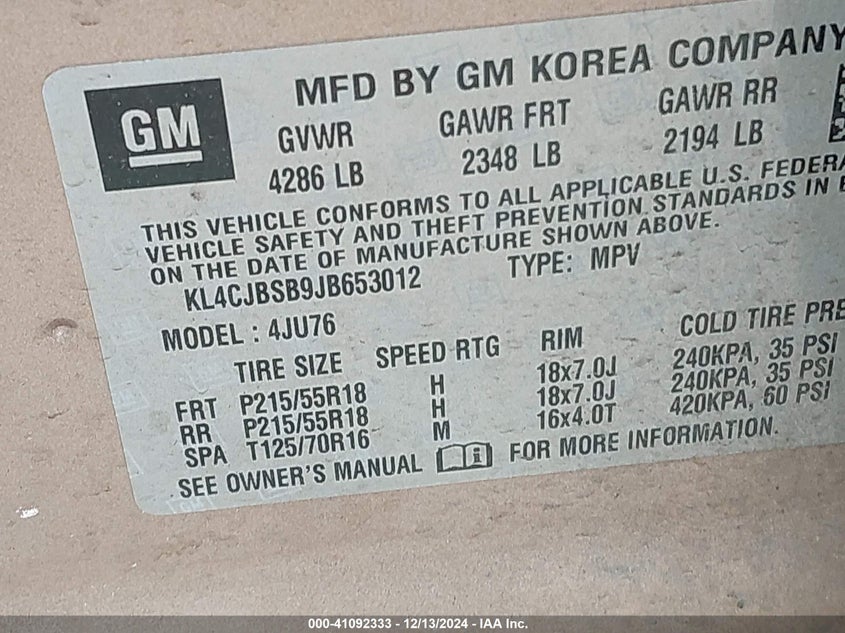 GM
MFD BY GM KOREA COMPANY
GVWR GAWR FRT GAWR RR
4286 LB 2348 LB 2194 LB
THIS VEHICLE CONFORMS TO ALL APPLICABLE U.S. FEDERA
VEHICLE SAFETY AND THEFT PREVENTION STANDARDS IN
ON THE DATE OF MANUFACTURE SHOWN ABOVE.
KL4CJBSB9JB653012 TYPE: MPV
MODEL : 4JU76
TIRE SIZE SPEED RTG RIM COLD TIRE PRE
FRT P215/55R18 H 18x7.0J 240KPA, 35 PSI
RR P215/55R18 H 18x7.0J 240KPA, 35 PSI
SPA T125/70R16 M 16x4.0T 420KPA, 60 PSI
SEE OWNER'S MANUAL i FOR MORE INFORMATION.
000-41092333 - 12/13/2024 - IAA Inc.